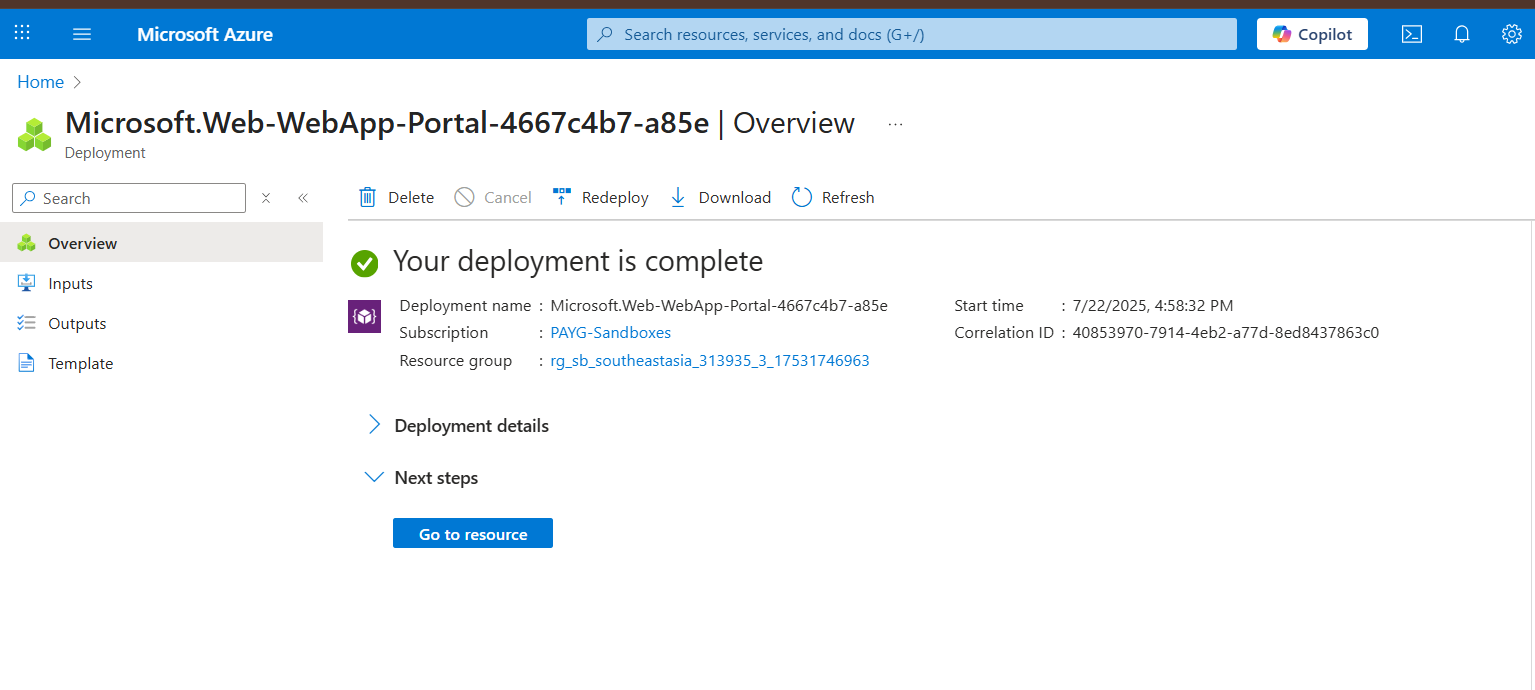 Microsoft Azure
Search resources, services, and docs (G+/)
Copilot
Home
Microsoft.Web-WebApp-Portal-4667c4b7-a85e | Overview ...
Deployment
Search
Delete Cancel Redeploy Download Refresh
Overview
Inputs
Outputs
Template
Your deployment is complete
Deployment name : Microsoft.Web-WebApp-Portal-4667c4b7-a85e
Subscription : PAYG-Sandboxes
Resource group : rg_sb_southeastasia_313935_3_17531746963
Start time : 7/22/2025, 4:58:32 PM
Correlation ID : 40853970-7914-4eb2-a77d-8ed8437863c0
Deployment details
Next steps
Go to resource